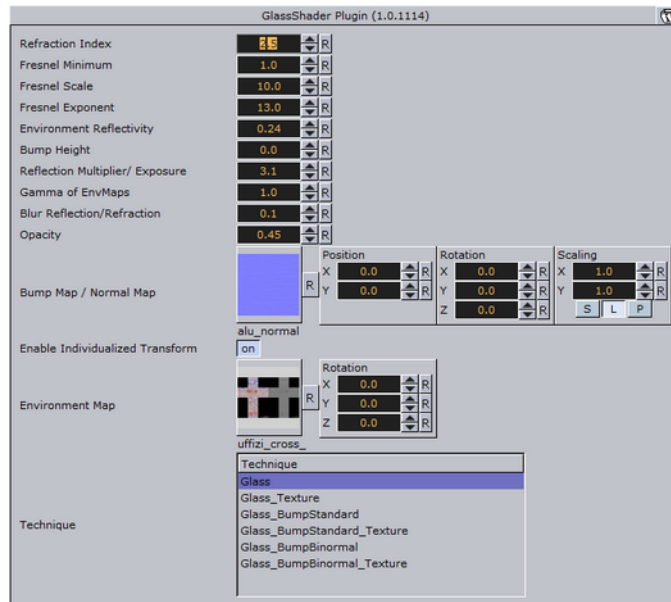 GlassShader Plugin (1.0.1114)
Refraction Index 2.5 R
Fresnel Minimum 1.0 R
Fresnel Scale 10.0 R
Fresnel Exponent 13.0 R
Environment Reflectivity 0.24 R
Bump Height 0.0 R
Reflection Multiplier/ Exposure 3.1 R
Gamma of EnvMaps 1.0 R
Blur Reflection/Refraction 0.1 R
Opacity 0.45 R
Position Rotation Scaling
X 0.0 R X 0.0 R X 1.0 R
Bump Map / Normal Map R Y 0.0 R Y 0.0 R Y 1.0 R
Z 0.0 R S L P
alu_normal
Enable Individualized Transform on
Rotation
X 0.0 R
Environment Map R Y 0.0 R
Z 0.0 R
uffizi_cross_
Technique
Glass
Glass_Texture
Glass_BumpStandard
Technique Glass_BumpStandard_Texture
Glass_BumpBinormal
Glass_BumpBinormal_Texture